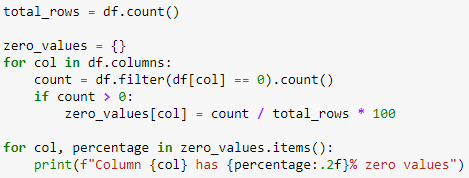 total_rows = df.count()

zero_values = {}
for col in df.columns:
    count = df.filter(df[col] == 0).count()
    if count > 0:
        zero_values[col] = count / total_rows * 100

for col, percentage in zero_values.items():
    print(f"Column {col} has {percentage:.2f}% zero values")